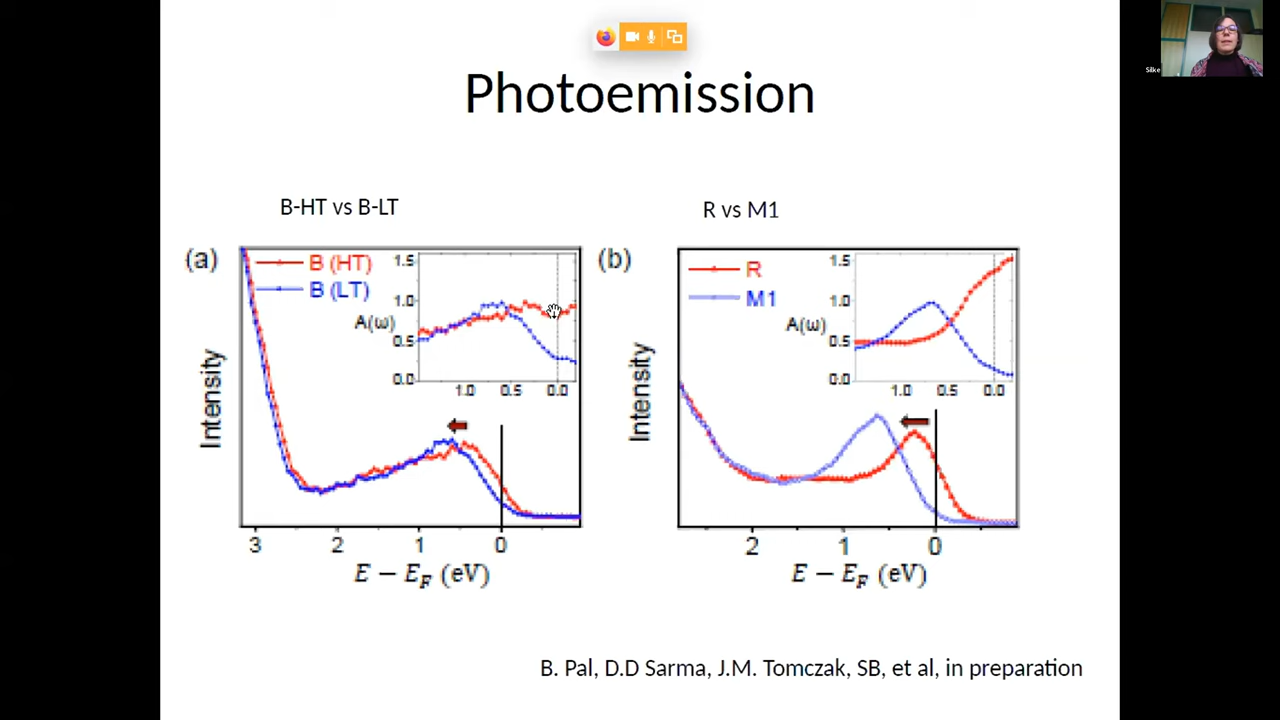 Silke
Photoemission
B-HT vs B-LT
R vs M1
(a)
B (HT)
B (LT)
1.5
1.0
0.5
0.0
A(ω)
1.0 0.5 0.0
Intensity
3 2 1 0
E − E_F (eV)
(b)
R
M1
1.5
1.0
0.5
0.0
A(ω)
1.0 0.5 0.0
Intensity
2 1 0
E − E_F (eV)
B. Pal, D.D Sarma, J.M. Tomczak, SB, et al, in preparation